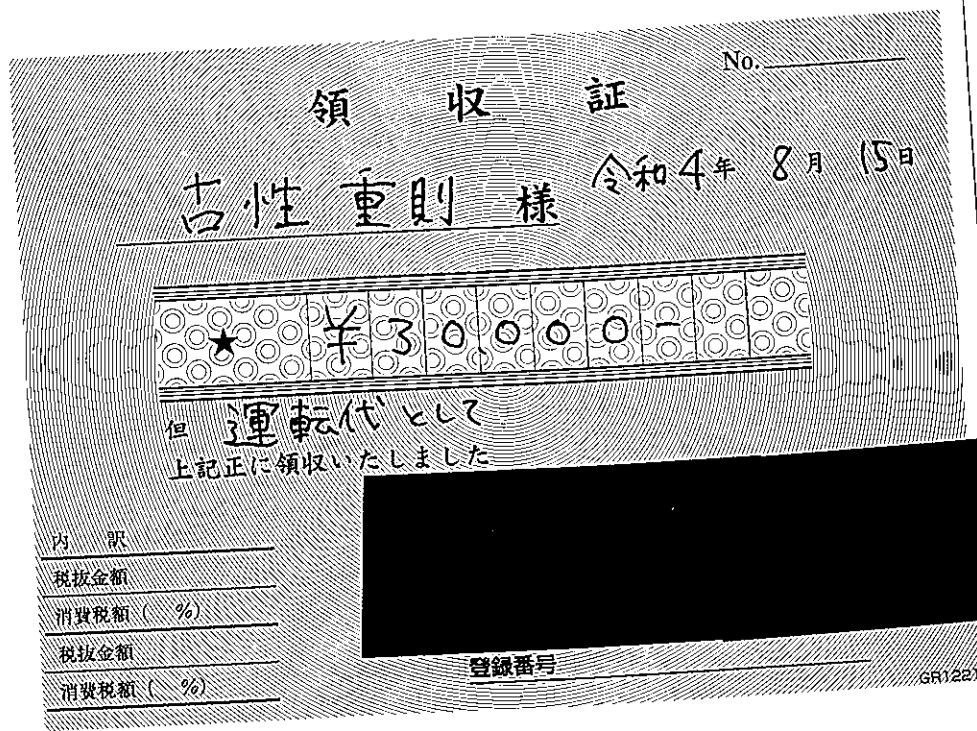 No.
領収証
令和4年 8月 15日
古性 重則 様
★ ¥30,000-
但 運転代として
上記正に領収いたしました
内 訳
税抜金額
消費税額( %)
税抜金額
消費税額( %)
登録番号
GR1221